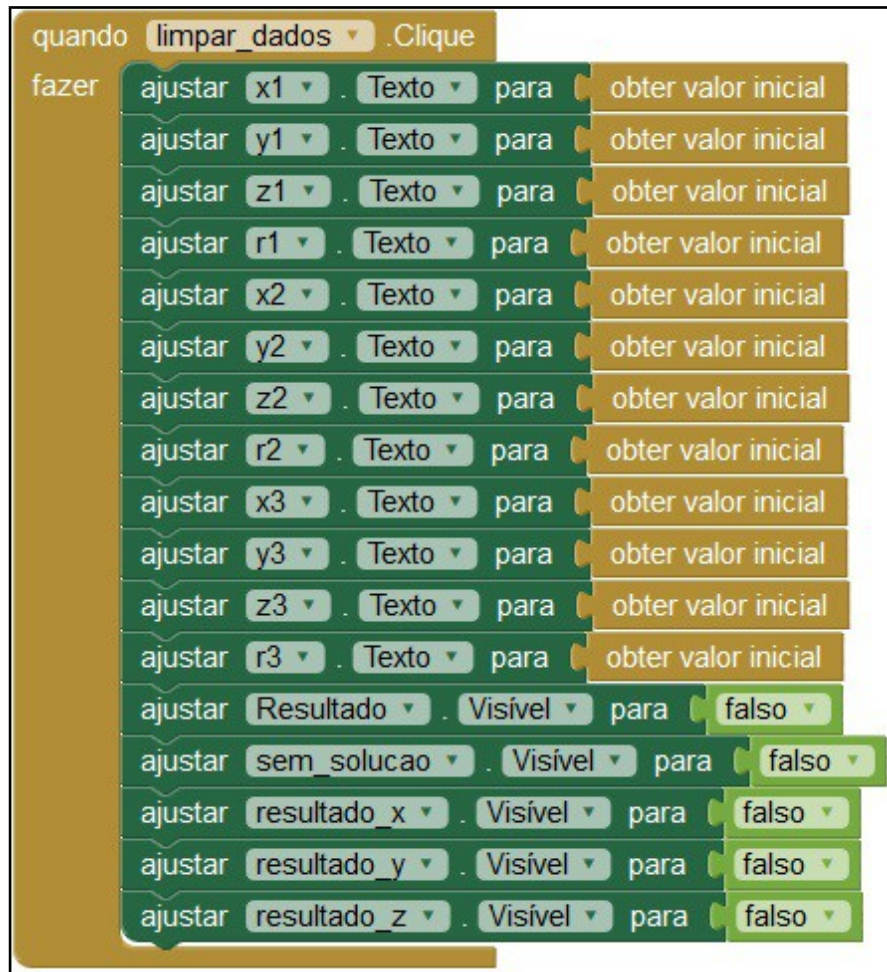 quando limpar_dados .Clique
fazer ajustar x1 . Texto para obter valor inicial
ajustar y1 . Texto para obter valor inicial
ajustar z1 . Texto para obter valor inicial
ajustar r1 . Texto para obter valor inicial
ajustar x2 . Texto para obter valor inicial
ajustar y2 . Texto para obter valor inicial
ajustar z2 . Texto para obter valor inicial
ajustar r2 . Texto para obter valor inicial
ajustar x3 . Texto para obter valor inicial
ajustar y3 . Texto para obter valor inicial
ajustar z3 . Texto para obter valor inicial
ajustar r3 . Texto para obter valor inicial
ajustar Resultado . Visível para falso
ajustar sem_solucao . Visível para falso
ajustar resultado_x . Visível para falso
ajustar resultado_y . Visível para falso
ajustar resultado_z . Visível para falso